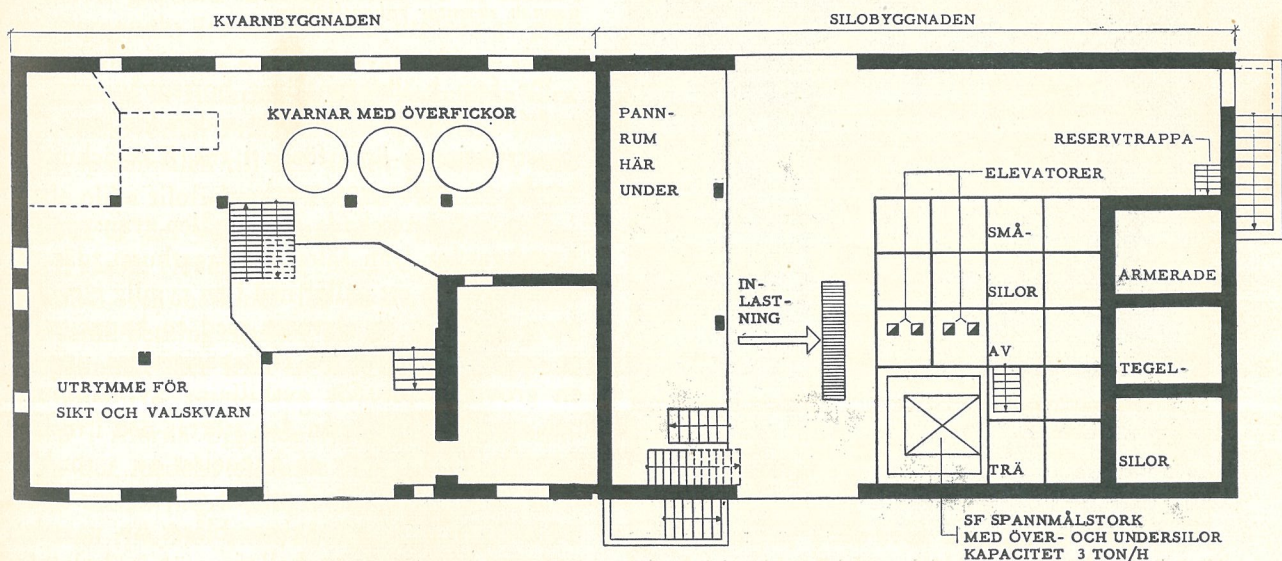 KVARNBYGGNADEN
SILOBYGGNADEN
KVARNAR MED ÖVERFICKOR
PANN-
RUM
HÄR
UNDER
RESERVTRAPPA
ELEVATORER
SMÅ-
SILOR
AV
TRÄ
ARMERADE
TEGEL-
SILOR
IN-
LAST-
NING
UTRYMME FÖR
SIKT OCH VALSKVARN
SF SPANNMÅLSTORK
MED ÖVER- OCH UNDERSILOR
KAPACITET 3 TON/H